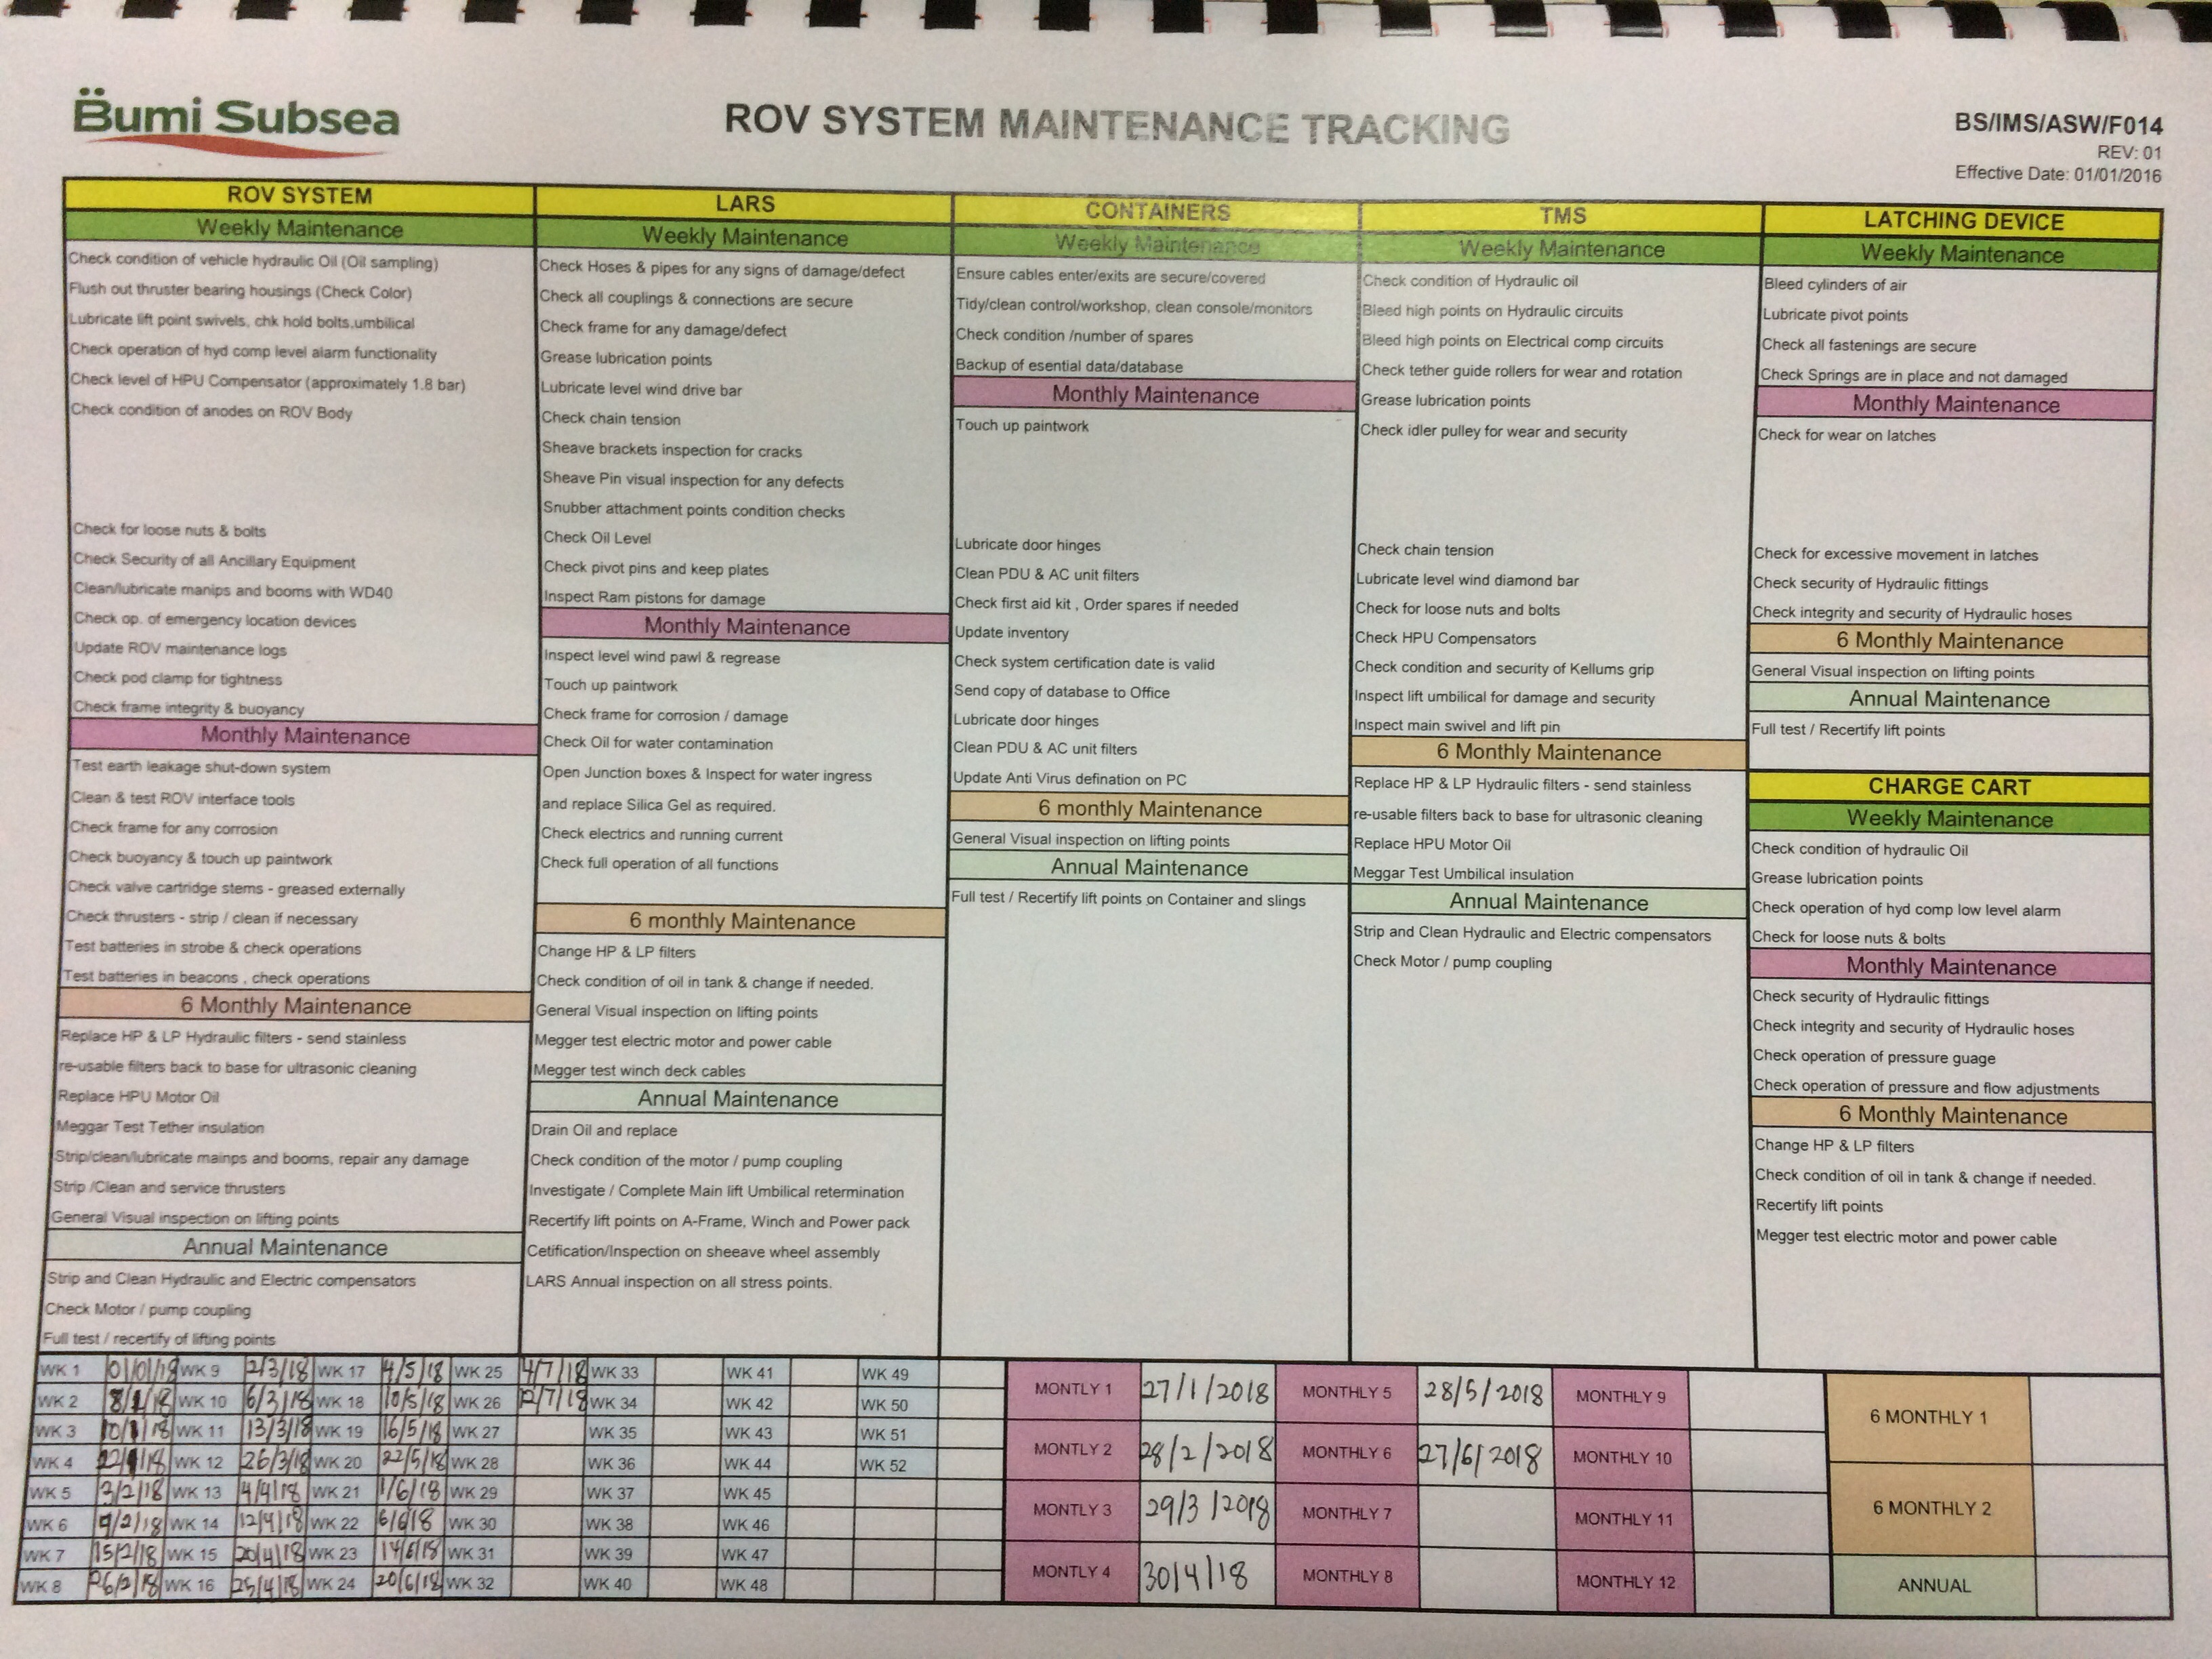 Bumi Subsea
ROV SYSTEM MAINTENANCE TRACKING
BS/IMS/ASW/F014
REV: 01
Effective Date: 01/01/2016
ROV SYSTEM
Weekly Maintenance
Check condition of vehicle hydraulic Oil (Oil sampling)
Flush out thruster bearing housings (Check Color)
Lubricate lift point swivels, chk hold bolts,umbilical
Check operation of hyd comp level alarm functionality
Check level of HPU Compensator (approximately 1.8 bar)
Check condition of anodes on ROV Body
Check for loose nuts & bolts
Check Security of all Ancillary Equipment
Clean/lubricate manips and booms with WD40
Check op. of emergency location devices
Update ROV maintenance logs
Check pod clamp for tightness
Check frame integrity & buoyancy
Monthly Maintenance
Test earth leakage shut-down system
Clean & test ROV interface tools
Check frame for any corrosion
Check buoyancy & touch up paintwork
Check valve cartridge stems - greased externally
Check thrusters - strip / clean if necessary
Test batteries in strobe & check operations
Test batteries in beacons , check operations
6 Monthly Maintenance
Replace HP & LP Hydraulic filters - send stainless
re-usable filters back to base for ultrasonic cleaning
Replace HPU Motor Oil
Meggar Test Tether insulation
Strip/clean/lubricate mainps and booms, repair any damage
Strip /Clean and service thrusters
General Visual inspection on lifting points
Annual Maintenance
Strip and Clean Hydraulic and Electric compensators
Check Motor / pump coupling
Full test / recertify of lifting points
LARS
Weekly Maintenance
Check Hoses & pipes for any signs of damage/defect
Check all couplings & connections are secure
Check frame for any damage/defect
Grease lubrication points
Lubricate level wind drive bar
Check chain tension
Sheave brackets inspection for cracks
Sheave Pin visual inspection for any defects
Snubber attachment points condition checks
Check Oil Level
Check pivot pins and keep plates
Inspect Ram pistons for damage
Monthly Maintenance
Inspect level wind pawl & regrease
Touch up paintwork
Check frame for corrosion / damage
Check Oil for water contamination
Open Junction boxes & Inspect for water ingress
and replace Silica Gel as required.
Check electrics and running current
Check full operation of all functions
6 monthly Maintenance
Change HP & LP filters
Check condition of oil in tank & change if needed.
General Visual inspection on lifting points
Megger test electric motor and power cable
Megger test winch deck cables
Annual Maintenance
Drain Oil and replace
Check condition of the motor / pump coupling
Investigate / Complete Main lift Umbilical retermination
Recertify lift points on A-Frame, Winch and Power pack
Cetification/Inspection on sheeave wheel assembly
LARS Annual inspection on all stress points.
CONTAINERS
Weekly Maintenance
Ensure cables enter/exits are secure/covered
Tidy/clean control/workshop, clean console/monitors
Check condition /number of spares
Backup of esential data/database
Monthly Maintenance
Touch up paintwork
Lubricate door hinges
Clean PDU & AC unit filters
Check first aid kit , Order spares if needed
Update inventory
Check system certification date is valid
Send copy of database to Office
Lubricate door hinges
Clean PDU & AC unit filters
Update Anti Virus defination on PC
6 monthly Maintenance
General Visual inspection on lifting points
Annual Maintenance
Full test / Recertify lift points on Container and slings
TMS
Weekly Maintenance
Check condition of Hydraulic oil
Bleed high points on Hydraulic circuits
Bleed high points on Electrical comp circuits
Check tether guide rollers for wear and rotation
Grease lubrication points
Check idler pulley for wear and security
Check chain tension
Lubricate level wind diamond bar
Check for loose nuts and bolts
Check HPU Compensators
Check condition and security of Kellums grip
Inspect lift umbilical for damage and security
Inspect main swivel and lift pin
6 Monthly Maintenance
Replace HP & LP Hydraulic filters - send stainless
re-usable filters back to base for ultrasonic cleaning
Replace HPU Motor Oil
Meggar Test Umbilical insulation
Annual Maintenance
Strip and Clean Hydraulic and Electric compensators
Check Motor / pump coupling
LATCHING DEVICE
Weekly Maintenance
Bleed cylinders of air
Lubricate pivot points
Check all fastenings are secure
Check Springs are in place and not damaged
Monthly Maintenance
Check for wear on latches
Check for excessive movement in latches
Check security of Hydraulic fittings
Check integrity and security of Hydraulic hoses
6 Monthly Maintenance
General Visual inspection on lifting points
Annual Maintenance
Full test / Recertify lift points
CHARGE CART
Weekly Maintenance
Check condition of hydraulic Oil
Grease lubrication points
Check operation of hyd comp low level alarm
Check for loose nuts & bolts
Monthly Maintenance
Check security of Hydraulic fittings
Check integrity and security of Hydraulic hoses
Check operation of pressure guage
Check operation of pressure and flow adjustments
6 Monthly Maintenance
Change HP & LP filters
Check condition of oil in tank & change if needed.
Recertify lift points
Megger test electric motor and power cable
WK 1 WK 9 2/3/18 WK 17 4/5/18 WK 25 4/7/18 WK 33 WK 41 WK 49
WK 2 WK 10 6/3/18 WK 18 10/5/18 WK 26 12/7/18 WK 34 WK 42 WK 50
WK 3 WK 11 13/3/18 WK 19 16/5/18 WK 27 WK 35 WK 43 WK 51
WK 4 WK 12 26/3/18 WK 20 22/5/18 WK 28 WK 36 WK 44 WK 52
WK 5 2/2/18 WK 13 4/4/18 WK 21 1/6/18 WK 29 WK 37 WK 45
WK 6 WK 14 12/4/18 WK 22 6/6/18 WK 30 WK 38 WK 46
WK 7 15/2/18 WK 15 20/4/18 WK 23 14/6/18 WK 31 WK 39 WK 47
WK 8 WK 16 25/4/18 WK 24 20/6/18 WK 32 WK 40 WK 48
MONTLY 1 27/1/2018 MONTHLY 5 28/5/2018 MONTHLY 9
MONTLY 2 28/2/2018 MONTHLY 6 27/6/2018 MONTHLY 10
MONTLY 3 29/3/2018 MONTHLY 7 MONTHLY 11
MONTLY 4 30/4/18 MONTHLY 8 MONTHLY 12
6 MONTHLY 1
6 MONTHLY 2
ANNUAL